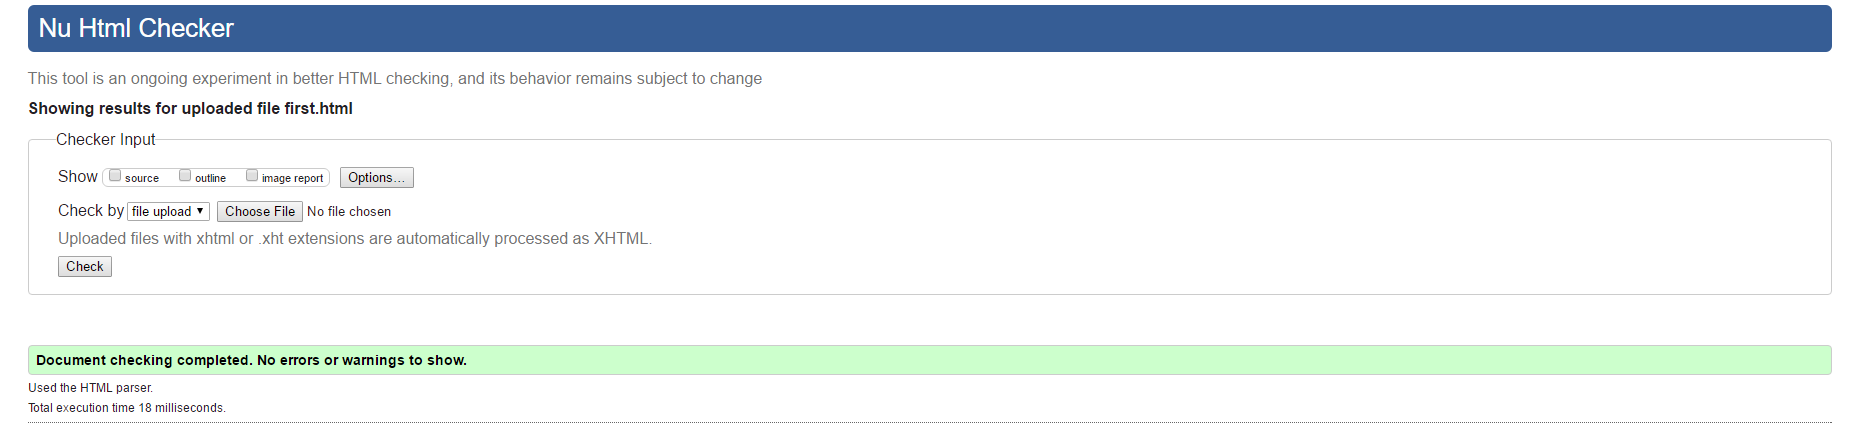 Nu Html Checker
This tool is an ongoing experiment in better HTML checking, and its behavior remains subject to change
Showing results for uploaded file first.html
Checker Input
Show source outline image report Options...
Check by file upload Choose File No file chosen
Uploaded files with xhtml or .xht extensions are automatically processed as XHTML.
Check
Document checking completed. No errors or warnings to show.
Used the HTML parser.
Total execution time 18 milliseconds.